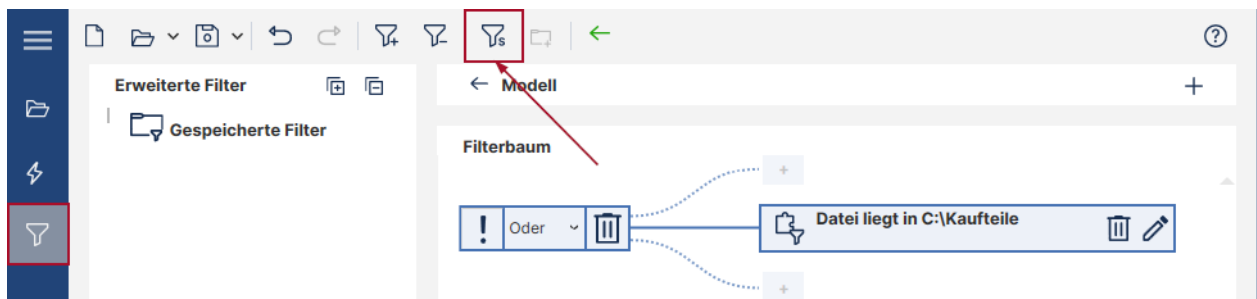 Erweiterte Filter
Modell
Gespeicherte Filter
Filterbaum
Oder
Datei liegt in C:\Kaufteile